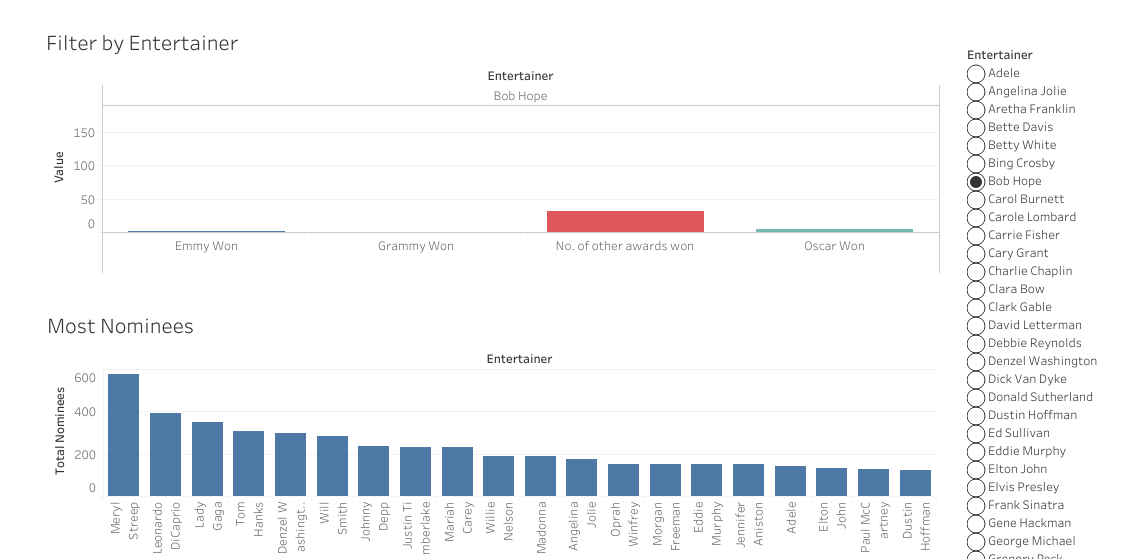 Filter by Entertainer
Entertainer
Bob Hope
Value
150
100
50
0
Emmy Won
Grammy Won
No. of other awards won
Oscar Won
Most Nominees
Entertainer
Total Nominees
600
400
200
0
Meryl
Streep
Leonardo
DiCaprio
Lady
Gaga
Tom
Hanks
Denzel W
ashingt..
Will
Smith
Johnny
Depp
Justin Ti
mberlake
Mariah
Carey
Willie
Nelson
Madonna
Angelina
Jolie
Oprah
Winfrey
Morgan
Freeman
Eddie
Murphy
Jennifer
Aniston
Adele
Elton
John
Paul McC
artney
Dustin
Hoffman
Entertainer
Adele
Angelina Jolie
Aretha Franklin
Bette Davis
Betty White
Bing Crosby
Bob Hope
Carol Burnett
Carole Lombard
Carrie Fisher
Cary Grant
Charlie Chaplin
Clara Bow
Clark Gable
David Letterman
Debbie Reynolds
Denzel Washington
Dick Van Dyke
Donald Sutherland
Dustin Hoffman
Ed Sullivan
Eddie Murphy
Elton John
Elvis Presley
Frank Sinatra
Gene Hackman
George Michael
Gregory Peck